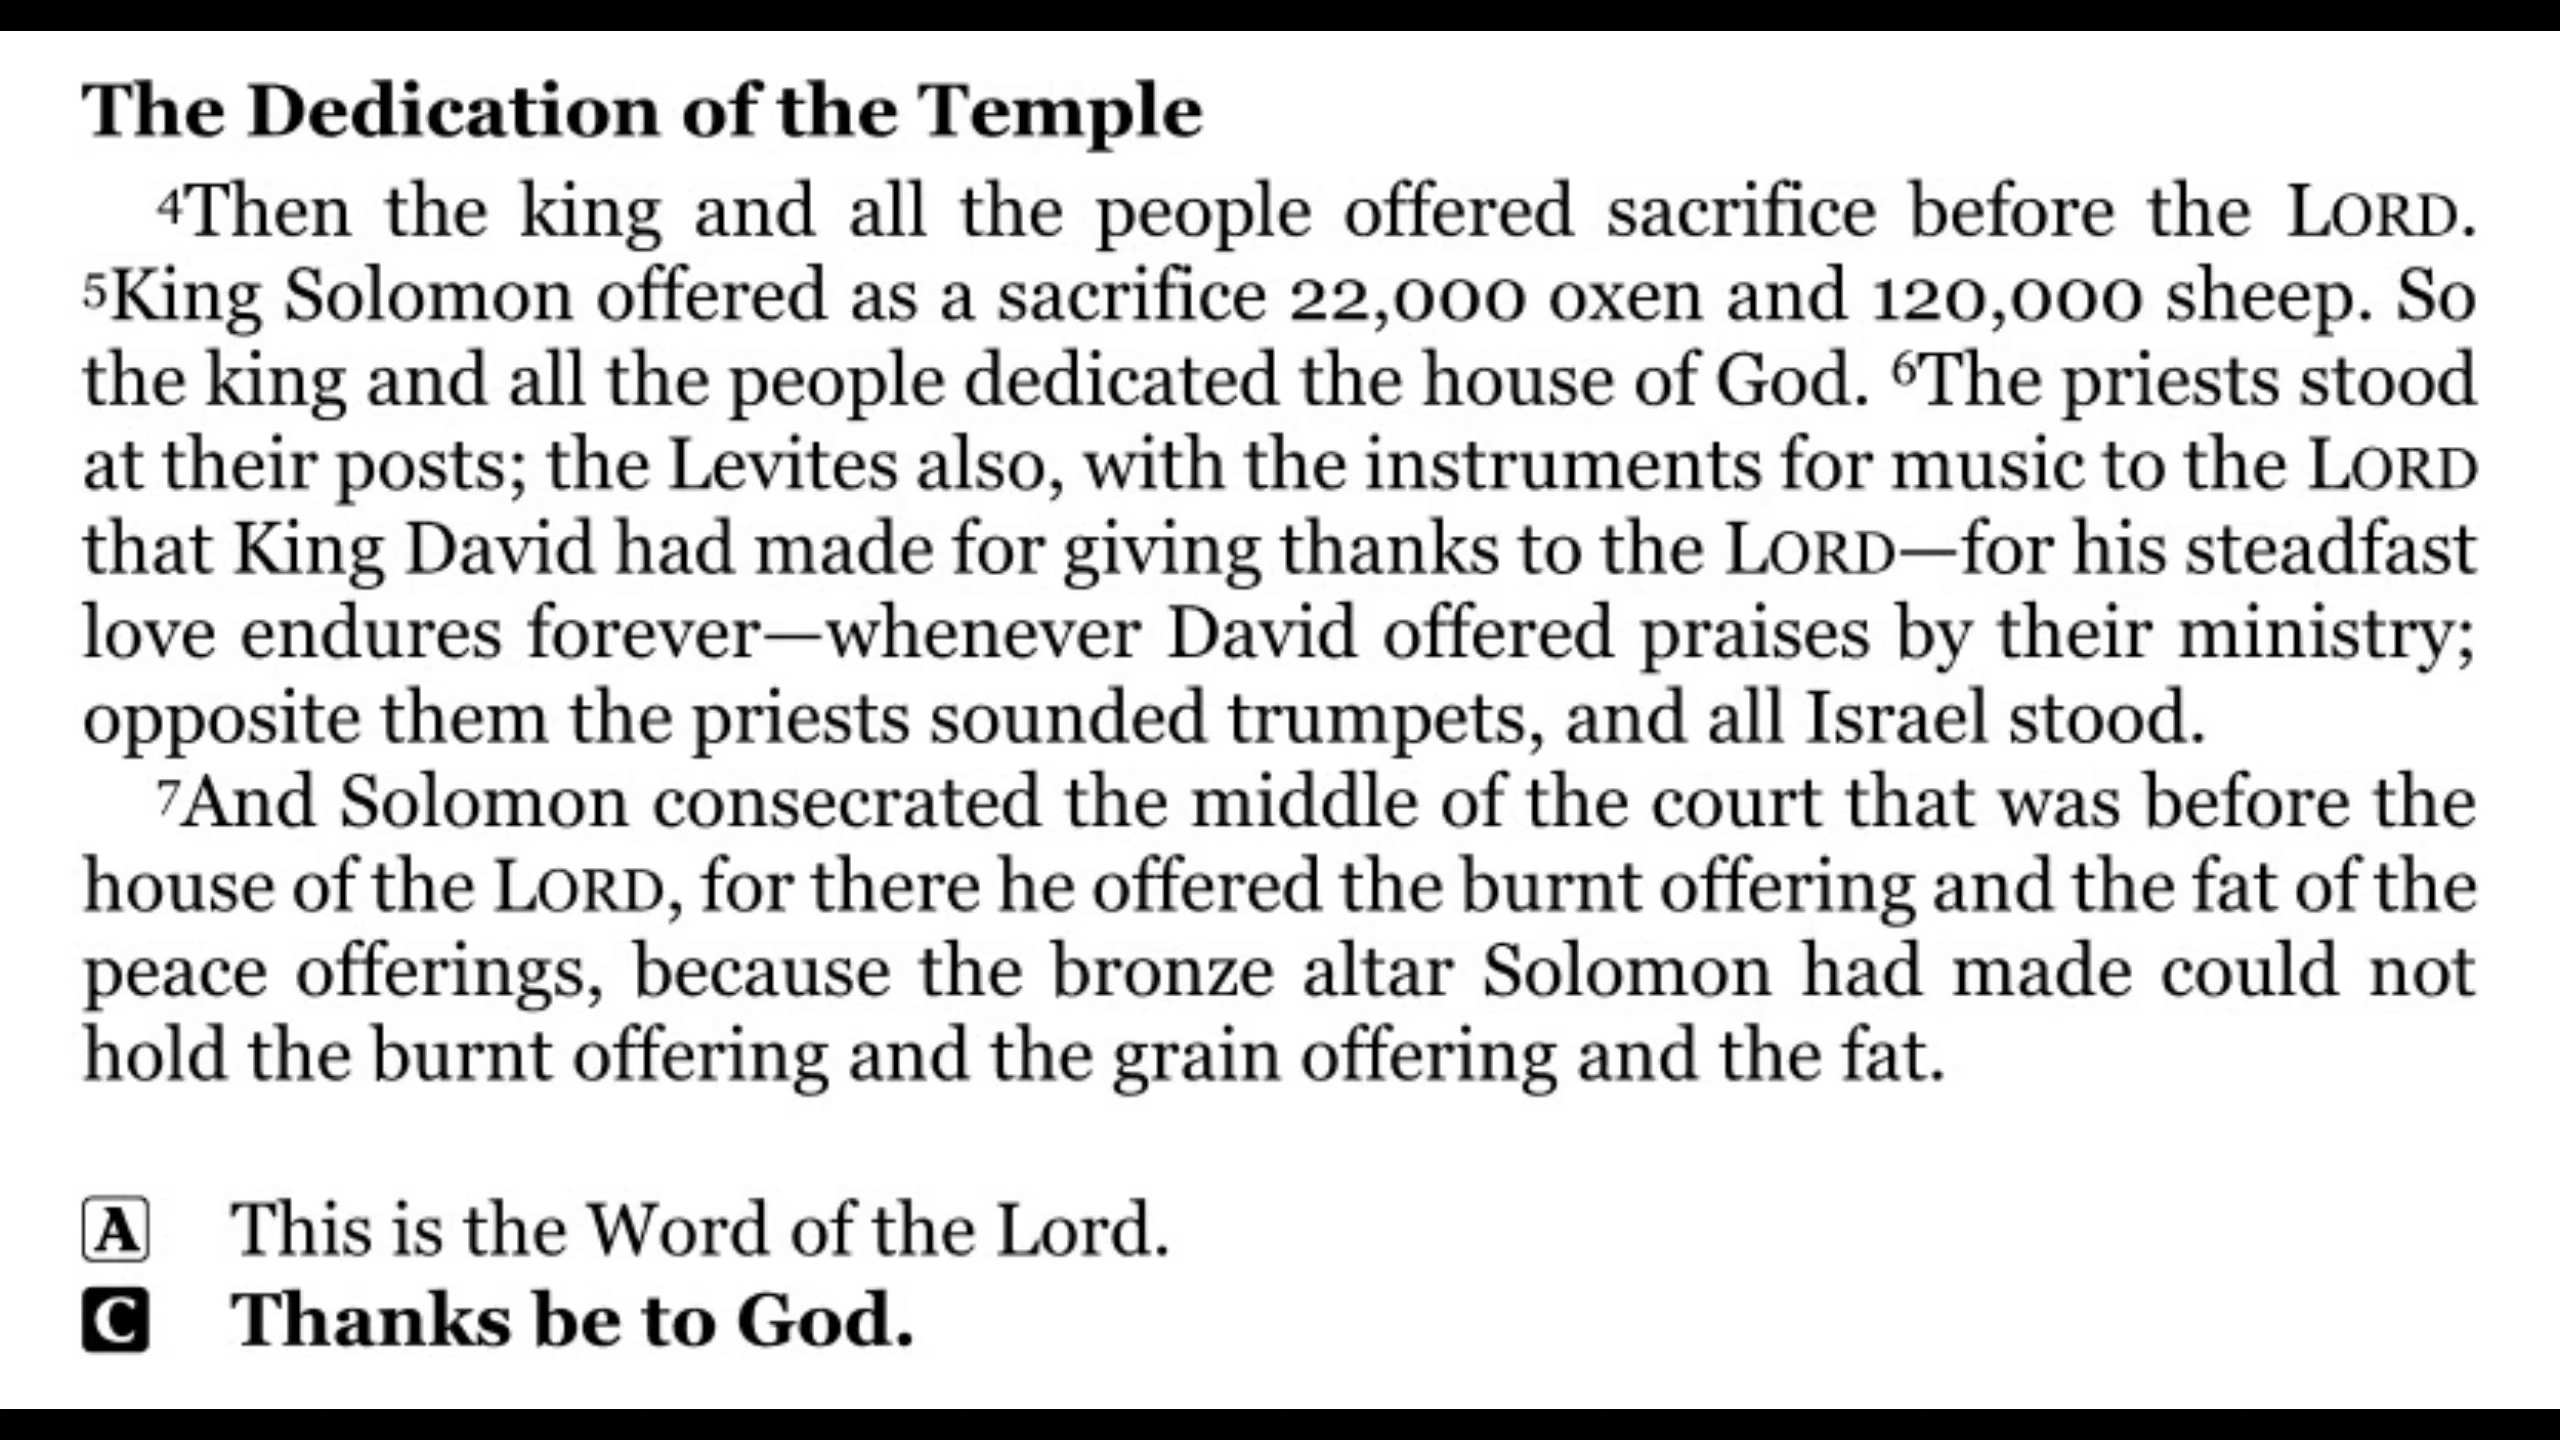 The Dedication of the Temple
4Then the king and all the people offered sacrifice before the LORD.
5King Solomon offered as a sacrifice 22,000 oxen and 120,000 sheep. So
the king and all the people dedicated the house of God. 6The priests stood
at their posts; the Levites also, with the instruments for music to the LORD
that King David had made for giving thanks to the LORD—for his steadfast
love endures forever—whenever David offered praises by their ministry;
opposite them the priests sounded trumpets, and all Israel stood.
7And Solomon consecrated the middle of the court that was before the
house of the LORD, for there he offered the burnt offering and the fat of the
peace offerings, because the bronze altar Solomon had made could not
hold the burnt offering and the grain offering and the fat.
A This is the Word of the Lord.
C Thanks be to God.